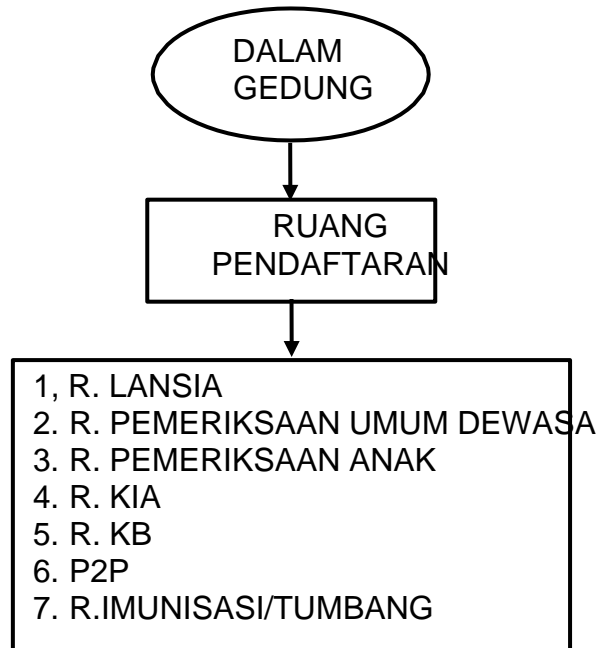 DALAM
GEDUNG
RUANG
PENDAFTARAN
1, R. LANSIA
2. R. PEMERIKSAAN UMUM DEWASA
3. R. PEMERIKSAAN ANAK
4. R. KIA
5. R. KB
6. P2P
7. R.IMUNISASI/TUMBANG